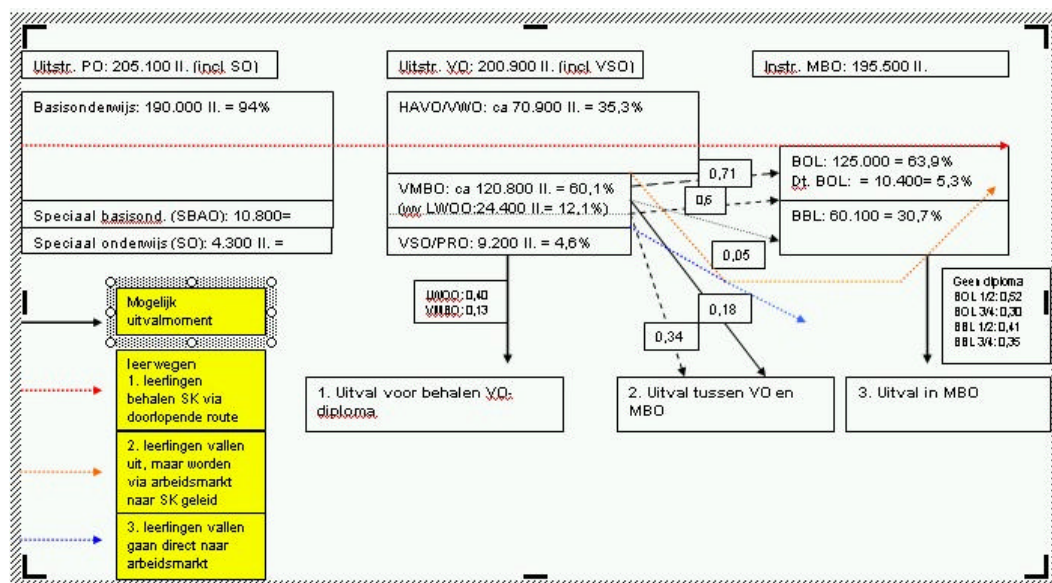 Uitstr. PO: 205.100 ll. (incl SO)
Uitstr. VO: 200.900 ll. (incl VSO)
Instr. MBO: 195.500 ll.
Basisonderwijs: 190.000 ll. = 94%
HAVO/VWO: ca 70.900 ll. = 35,3%
BOL: 125.000 = 63,9%
Dt. BOL: = 10.400= 5,3%
0,71
VMBO: ca 120.800 ll. = 60,1%
(wv LWOO:24.400 ll.= 12,1%)
0,6
BBL: 60.100 = 30,7%
Speciaal basisond. (SBAO): 10.800=
Speciaal onderwijs (SO): 4.300 ll. =
VSO/PRO: 9.200 ll. = 4,6%
0,05
Geen diploma
BOL 1/2: 0,52
BOL 3/4: 0,30
BBL 1/2: 0,41
BBL 3/4: 0,35
LWOO: 0,40
VMBO: 0,13
0,18
0,34
Mogelijk
uitvalmoment
leerwegen
1. leerlingen
behalen SK via
doorlopende route
2. leerlingen vallen
uit, maar worden
via arbeidsmarkt
naar SK geleid
3. leerlingen vallen
gaan direct naar
arbeidsmarkt
1. Uitval voor behalen VO-
diploma
2. Uitval tussen VO en
MBO
3. Uitval in MBO